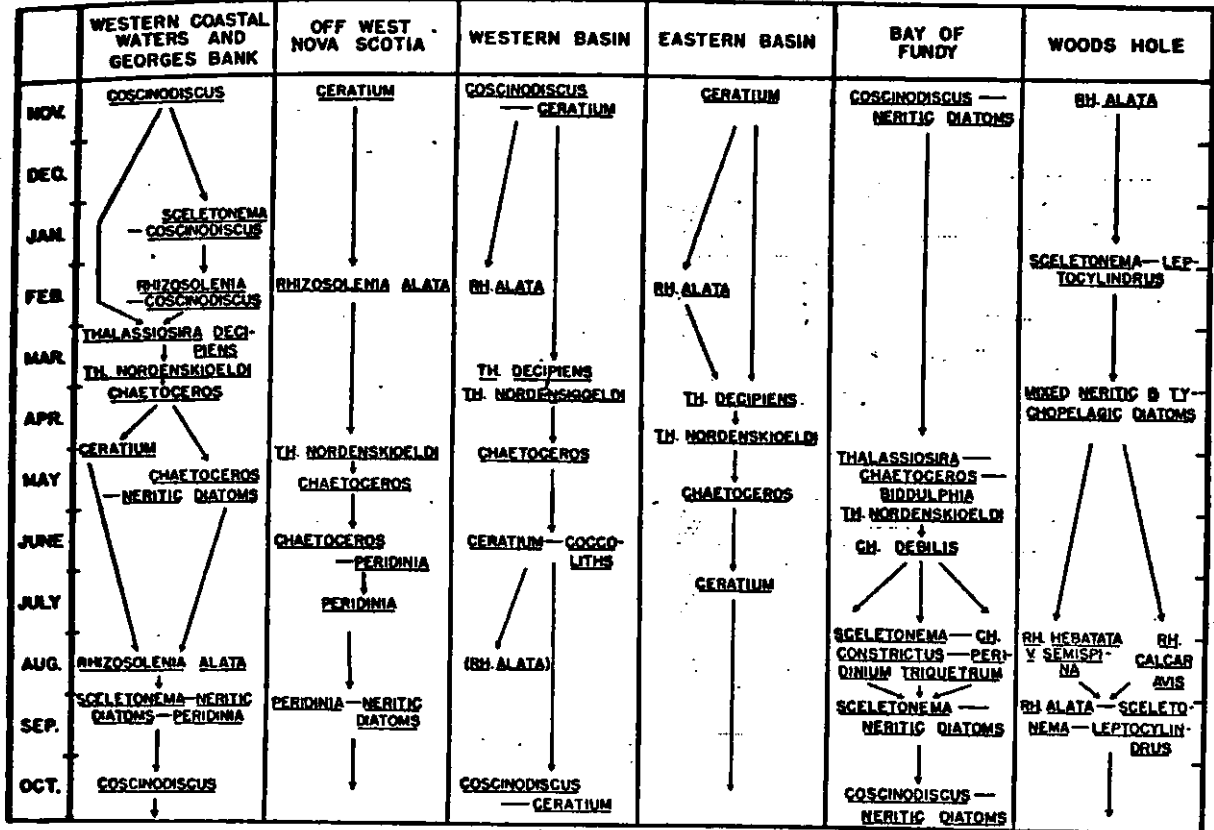 WESTERN COASTAL
WATERS AND
GEORGES BANK
OFF WEST
NOVA SCOTIA
WESTERN BASIN
EASTERN BASIN
BAY OF
FUNDY
WOODS HOLE
NOV.
DEC.
JAN.
FEB.
MAR.
APR.
MAY
JUNE
JULY
AUG.
SEP.
OCT.
COSCINODISCUS
SCELETONEMA
—COSCINODISCUS
RHIZOSOLENIA
—COSCINODISCUS
THALASSIOSIRA DECI-
PIENS
TH. NORDENSKIOELDI
CHAETOCEROS
CERATIUM
CHAETOCEROS
—NERITIC DIATOMS
RHIZOSOLENIA ALATA
SCELETONEMA—NERITIC
DIATOMS—PERIDINIA
COSCINODISCUS
CERATIUM
RHIZOSOLENIA ALATA
TH. NORDENSKIOELDI
CHAETOCEROS
CHAETOCEROS
—PERIDINIA
PERIDINIA
PERIDINIA—NERITIC
DIATOMS
COSCINODISCUS
—CERATIUM
RH. ALATA
TH. DECIPIENS
TH. NORDENSKIOELDI
CHAETOCEROS
CERATIUM—COCCO-
LITHS
(RH. ALATA)
COSCINODISCUS
—CERATIUM
CERATIUM
RH. ALATA
TH. DECIPIENS
TH. NORDENSKIOELDI
CHAETOCEROS
CERATIUM
COSCINODISCUS—
NERITIC DIATOMS
THALASSIOSIRA—
CHAETOCEROS—
BIDDULPHIA
TH. NORDENSKIOELDI
CH. DEBILIS
SCELETONEMA—CH.
CONSTRICTUS—PERI-
DINIUM TRIQUETRUM
SCELETONEMA—
NERITIC DIATOMS
COSCINODISCUS—
NERITIC DIATOMS
RH. ALATA
SCELETONEMA—LEP-
TOCYLINDRUS
MIXED NERITIC & TY-
CHOPELAGIC DIATOMS
RH. HEBATATA
V. SEMISPI-
NA
RH.
CALCAR
AVIS
RH. ALATA—SCELETO-
NEMA—LEPTOCYLIN-
DRUS